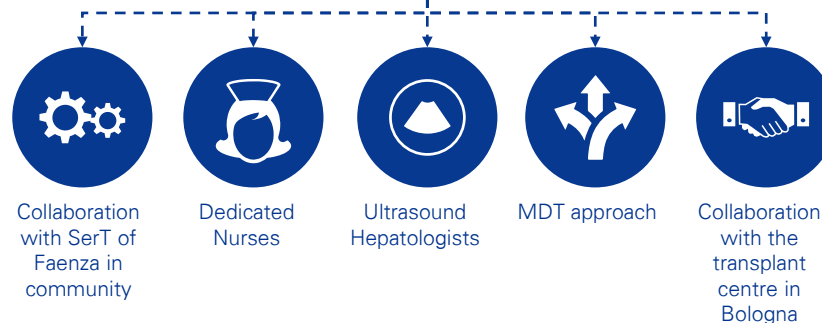 Collaboration
with SerT of
Faenza in
community
Dedicated
Nurses
Ultrasound
Hepatologists
MDT approach
Collaboration
with the
transplant
centre in
Bologna